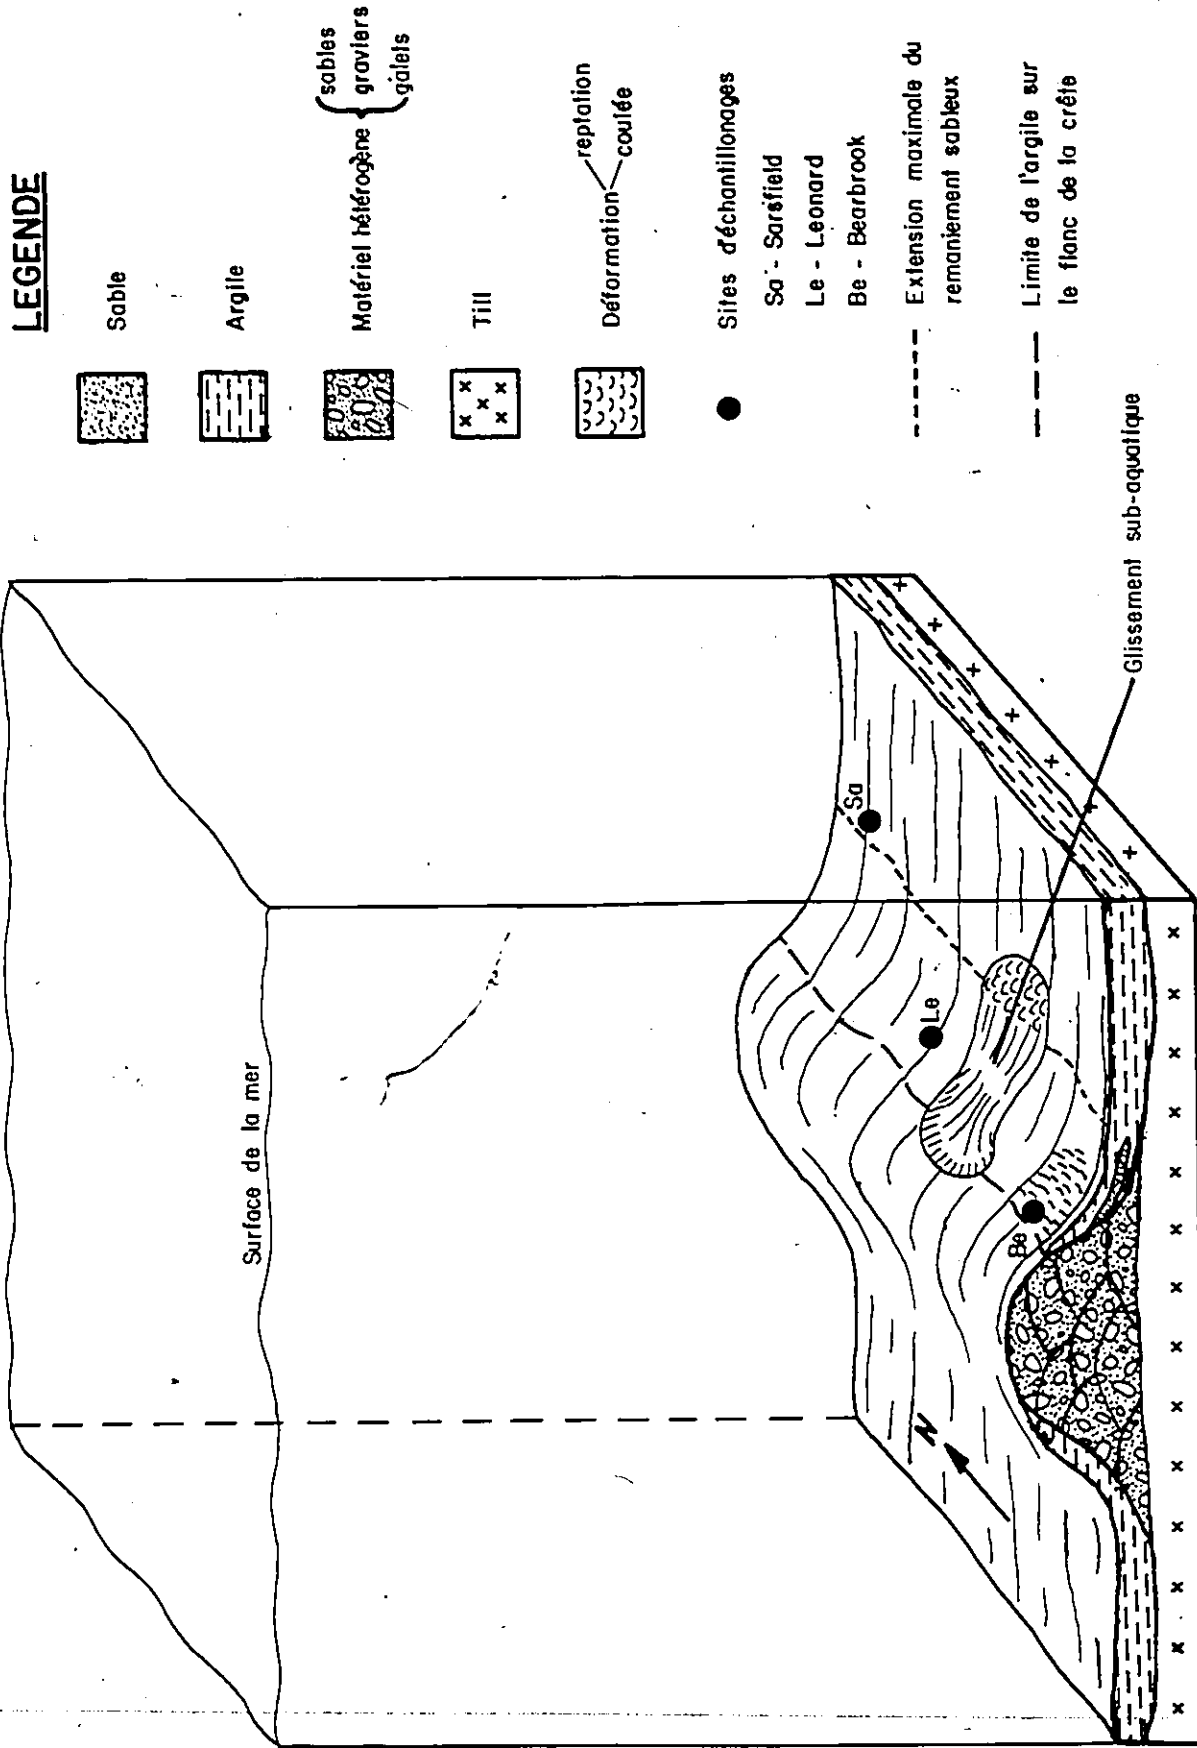 LEGENDE
Sable
Argile
Matériel hétérogène
sables
graviers
galets
Till
Déformation
reptation
coulée
Sites d'échantillonages
Sa - Sarsfield
Le - Leonard
Be - Bearbrook
Extension maximale du
remaniement sableux
Limite de l'argile sur
le flanc de la crête
Surface de la mer
Sa
Le
Be
N
Glissement sub-aquatique